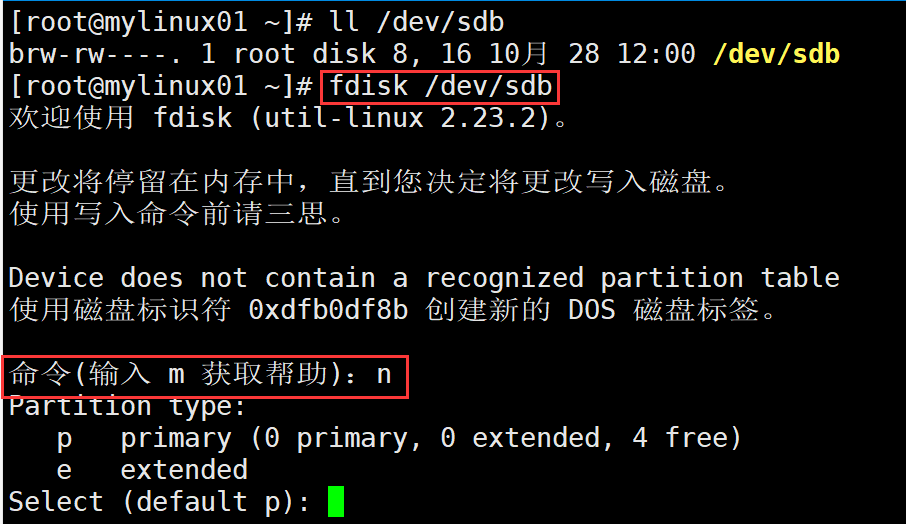 [root@mylinux01 ~]# ll /dev/sdb
brw-rw----. 1 root disk 8, 16 10月 28 12:00 /dev/sdb
[root@mylinux01 ~]# fdisk /dev/sdb
欢迎使用 fdisk (util-linux 2.23.2)。
更改将停留在内存中，直到您决定将更改写入磁盘。
使用写入命令前请三思。
Device does not contain a recognized partition table
使用磁盘标识符 0xdfb0df8b 创建新的 DOS 磁盘标签。
命令(输入 m 获取帮助)：n
Partition type:
   p   primary (0 primary, 0 extended, 4 free)
   e   extended
Select (default p):